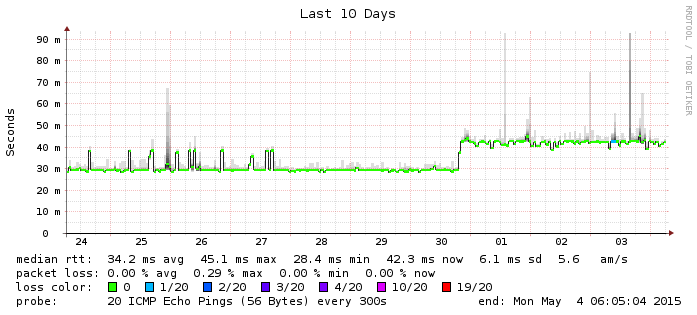 Last 10 Days
RRDTOOL / TOBI OETIKER
Seconds
90 m
80 m
70 m
60 m
50 m
40 m
30 m
20 m
10 m
0
24 25 26 27 28 29 30 01 02 03
median rtt: 34.2 ms avg 45.1 ms max 28.4 ms min 42.3 ms now 6.1 ms sd 5.6 am/s
packet loss: 0.00 % avg 0.29 % max 0.00 % min 0.00 % now
loss color: 0 1/20 2/20 3/20 4/20 10/20 19/20
probe: 20 ICMP Echo Pings (56 Bytes) every 300s end: Mon May 4 06:05:04 2015